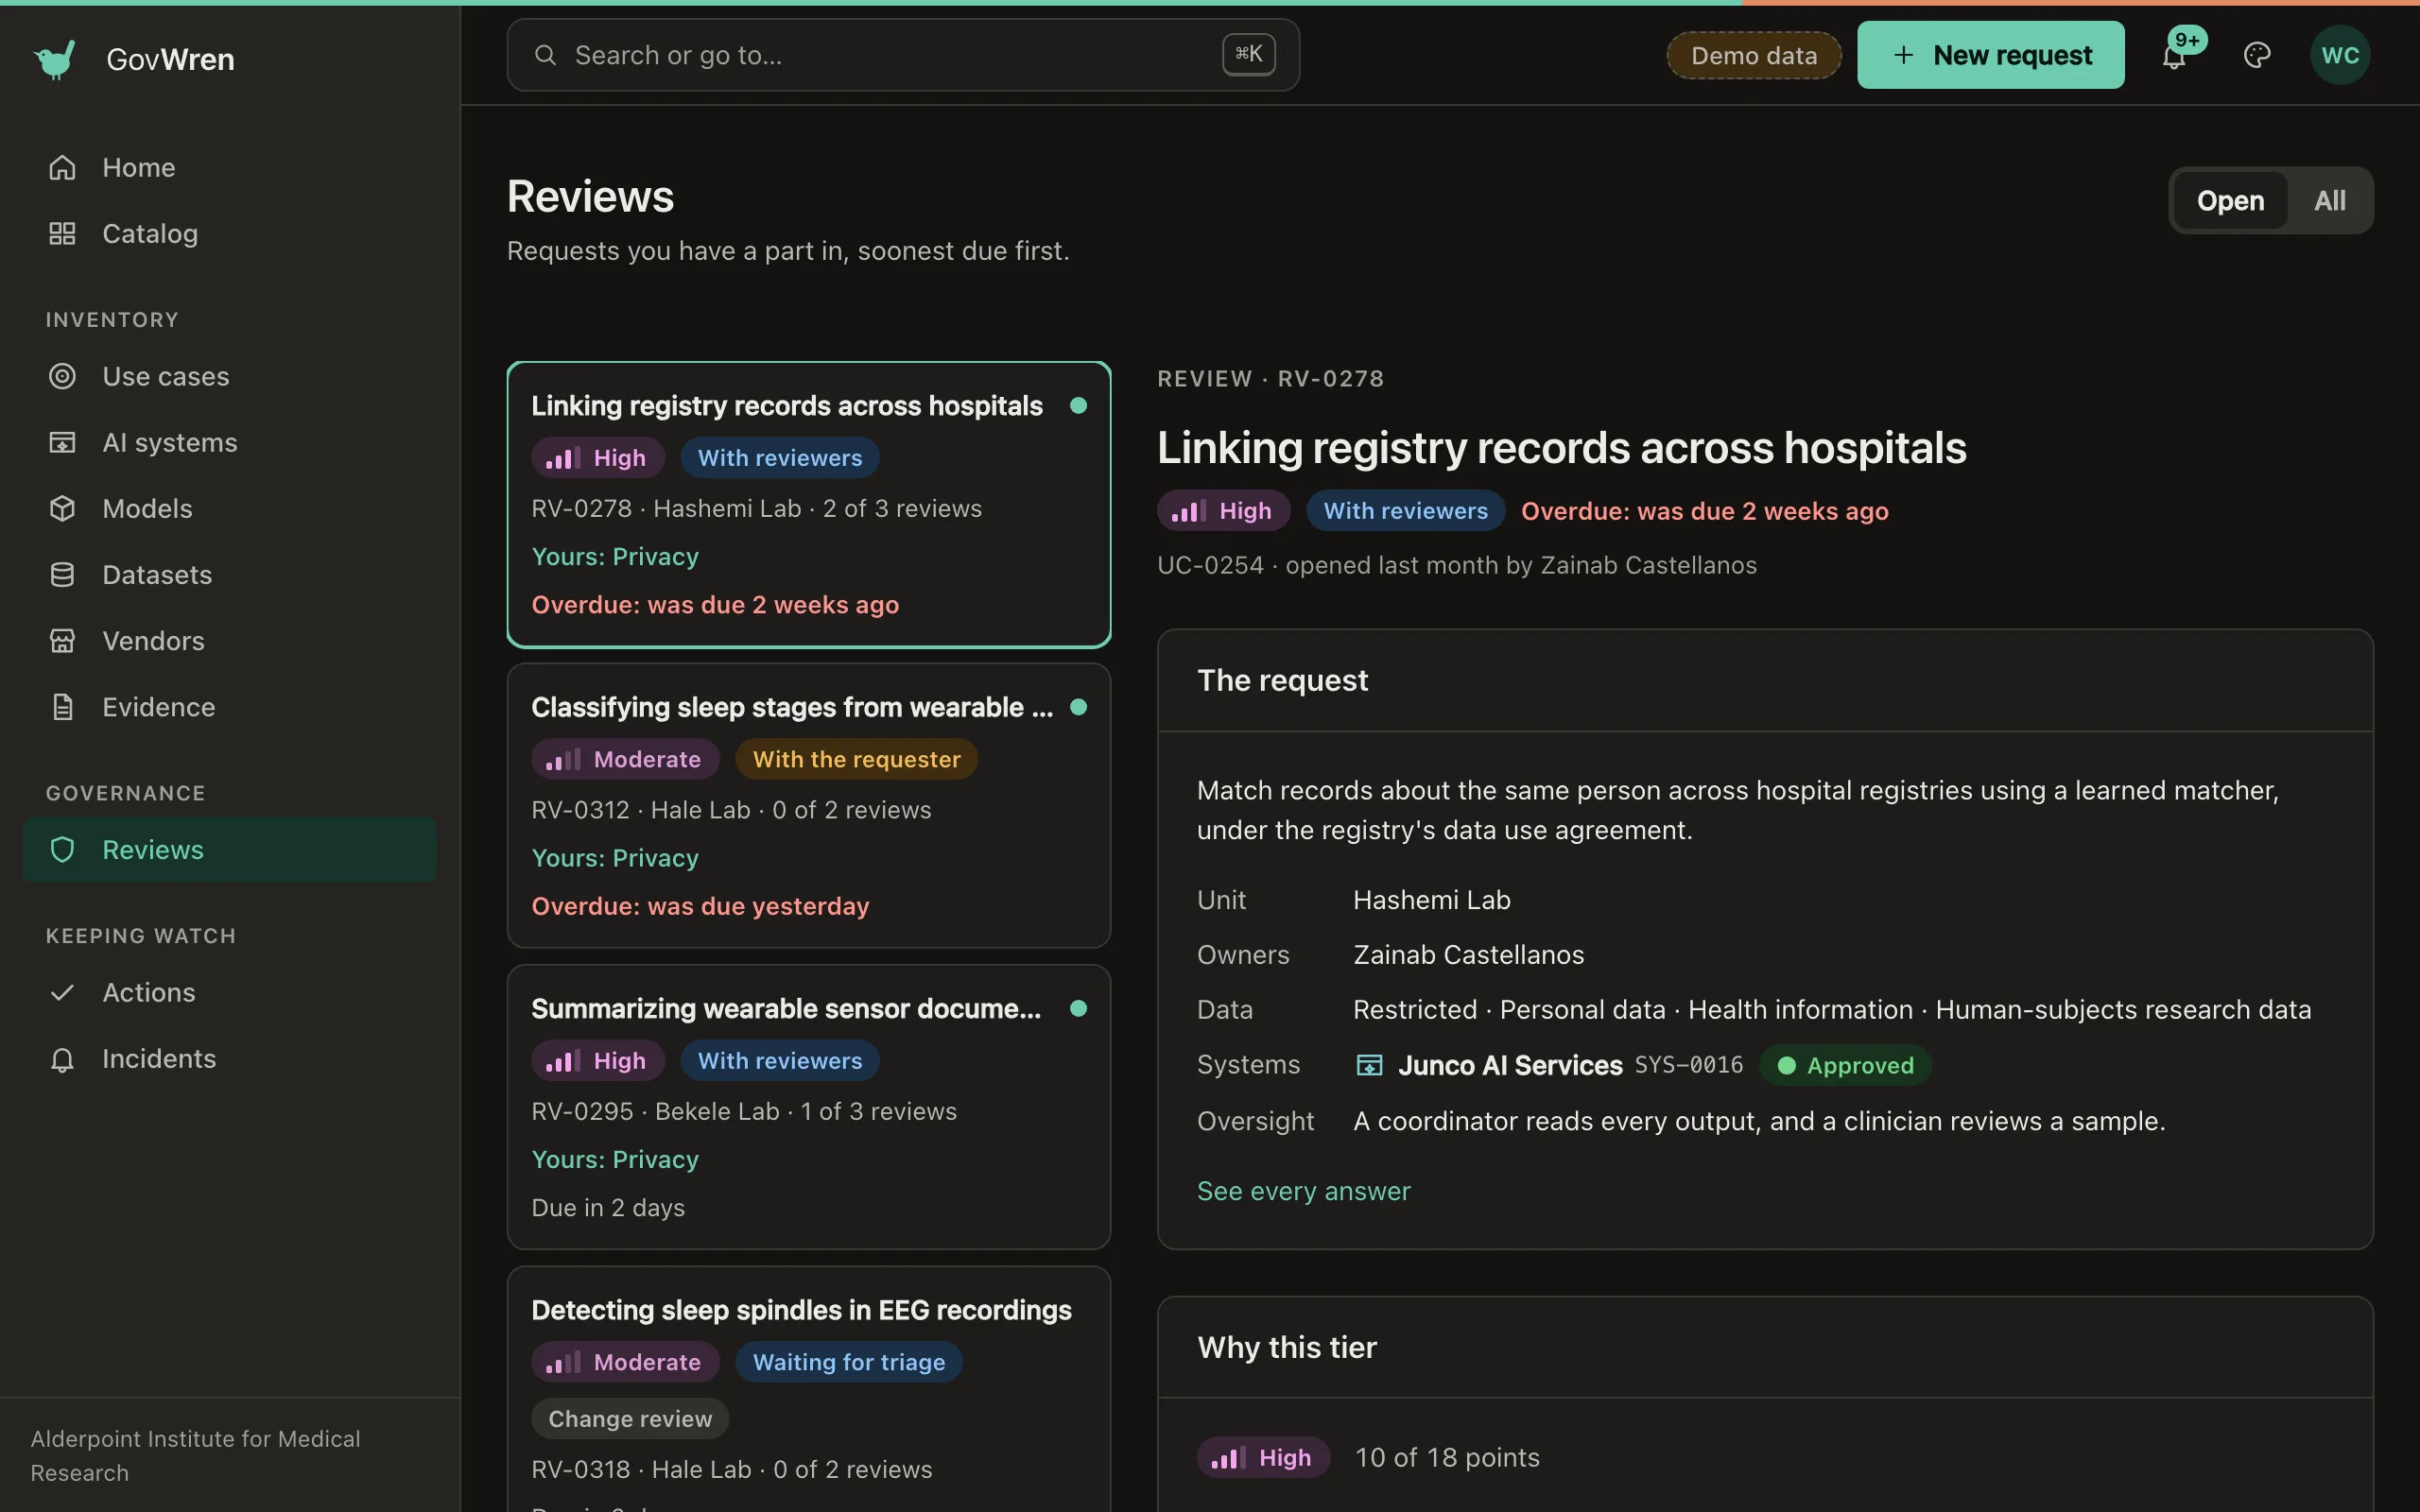 GovWren
Search or go to...
⌘K
Demo data
New request
9+
WC
Home
Catalog
INVENTORY
Use cases
AI systems
Models
Datasets
Vendors
Evidence
GOVERNANCE
Reviews
KEEPING WATCH
Actions
Incidents
Alderpoint Institute for Medical
Research
Reviews
Requests you have a part in, soonest due first.
Open
All
Linking registry records across hospitals
High
With reviewers
RV-0278 · Hashemi Lab · 2 of 3 reviews
Yours: Privacy
Overdue: was due 2 weeks ago
Classifying sleep stages from wearable ...
Moderate
With the requester
RV-0312 · Hale Lab · 0 of 2 reviews
Yours: Privacy
Overdue: was due yesterday
Summarizing wearable sensor docume...
High
With reviewers
RV-0295 · Bekele Lab · 1 of 3 reviews
Yours: Privacy
Due in 2 days
Detecting sleep spindles in EEG recordings
Moderate
Waiting for triage
Change review
RV-0318 · Hale Lab · 0 of 2 reviews
REVIEW · RV-0278
Linking registry records across hospitals
High
With reviewers
Overdue: was due 2 weeks ago
UC-0254 · opened last month by Zainab Castellanos
The request
Match records about the same person across hospital registries using a learned matcher,
under the registry's data use agreement.
Unit Hashemi Lab
Owners Zainab Castellanos
Data Restricted · Personal data · Health information · Human-subjects research data
Systems Junco AI Services SYS-0016 Approved
Oversight A coordinator reads every output, and a clinician reviews a sample.
See every answer
Why this tier
High
10 of 18 points